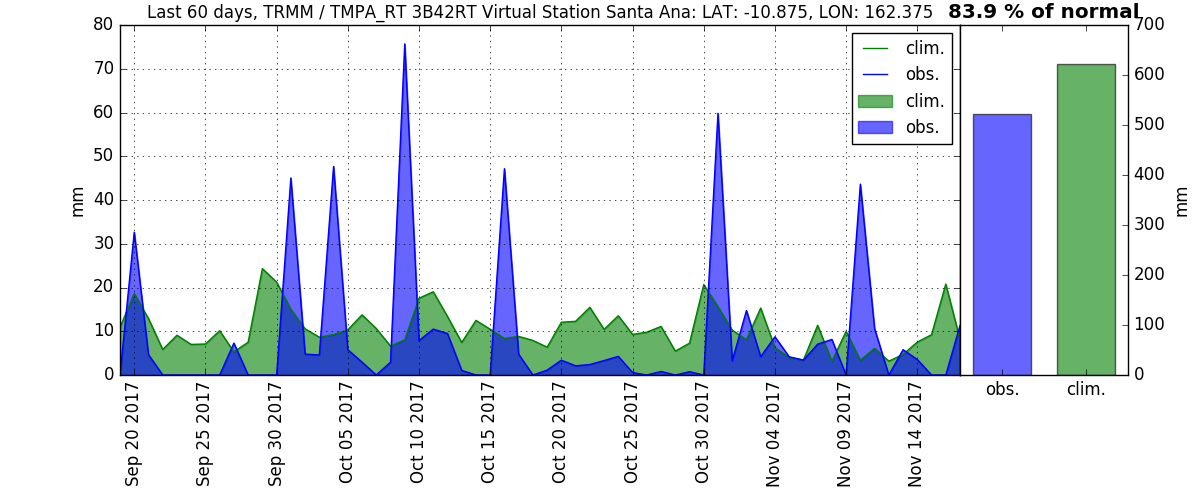 Last 60 days, TRMM / TMPA_RT 3B42RT Virtual Station Santa Ana: LAT: -10.875, LON: 162.375 83.9 % of normal
80
70
60
50
40
30
20
10
0
mm
clim.
obs.
clim.
obs.
Sep 20 2017
Sep 25 2017
Sep 30 2017
Oct 05 2017
Oct 10 2017
Oct 15 2017
Oct 20 2017
Oct 25 2017
Oct 30 2017
Nov 04 2017
Nov 09 2017
Nov 14 2017
obs. clim.
700
600
500
400
300
200
100
0
mm